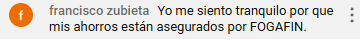 f francisco zubieta Yo me siento tranquilo por que
mis ahorros están asegurados por FOGAFIN.